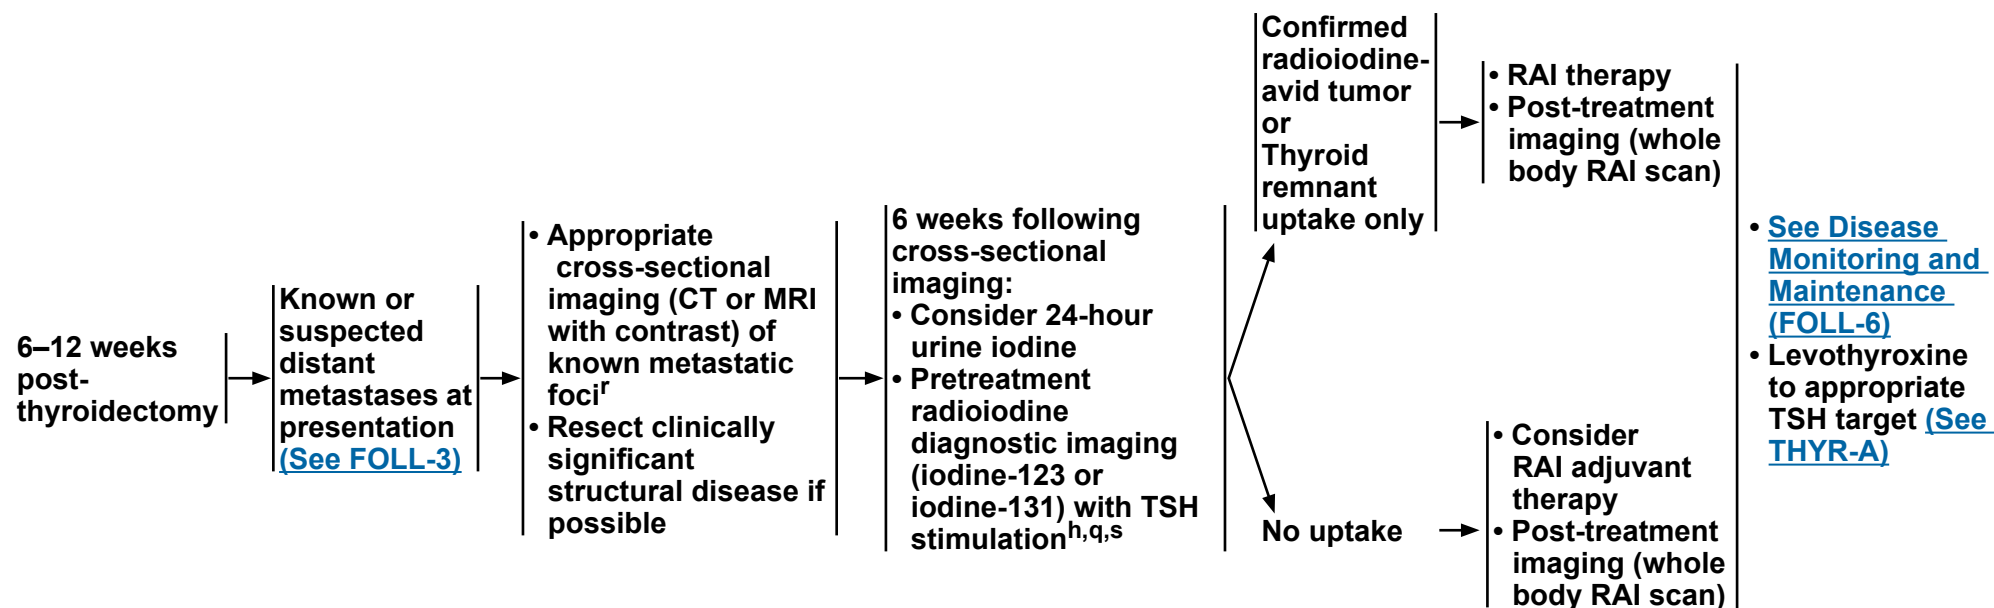 6–12 weeks
post-
thyroidectomy
Known or
suspected
distant
metastases at
presentation
(See FOLL-3)
• Appropriate
cross-sectional
imaging (CT or MRI
with contrast) of
known metastatic
foci^r
• Resect clinically
significant
structural disease if
possible
6 weeks following
cross-sectional
imaging:
• Consider 24-hour
urine iodine
• Pretreatment
radioiodine
diagnostic imaging
(iodine-123 or
iodine-131) with TSH
stimulation^h,q,s
Confirmed
radioiodine-
avid tumor
or
Thyroid
remnant
uptake only
• RAI therapy
• Post-treatment
imaging (whole
body RAI scan)
No uptake
• Consider
RAI adjuvant
therapy
• Post-treatment
imaging (whole
body RAI scan)
• See Disease
Monitoring and
Maintenance
(FOLL-6)
• Levothyroxine
to appropriate
TSH target (See
THYR-A)